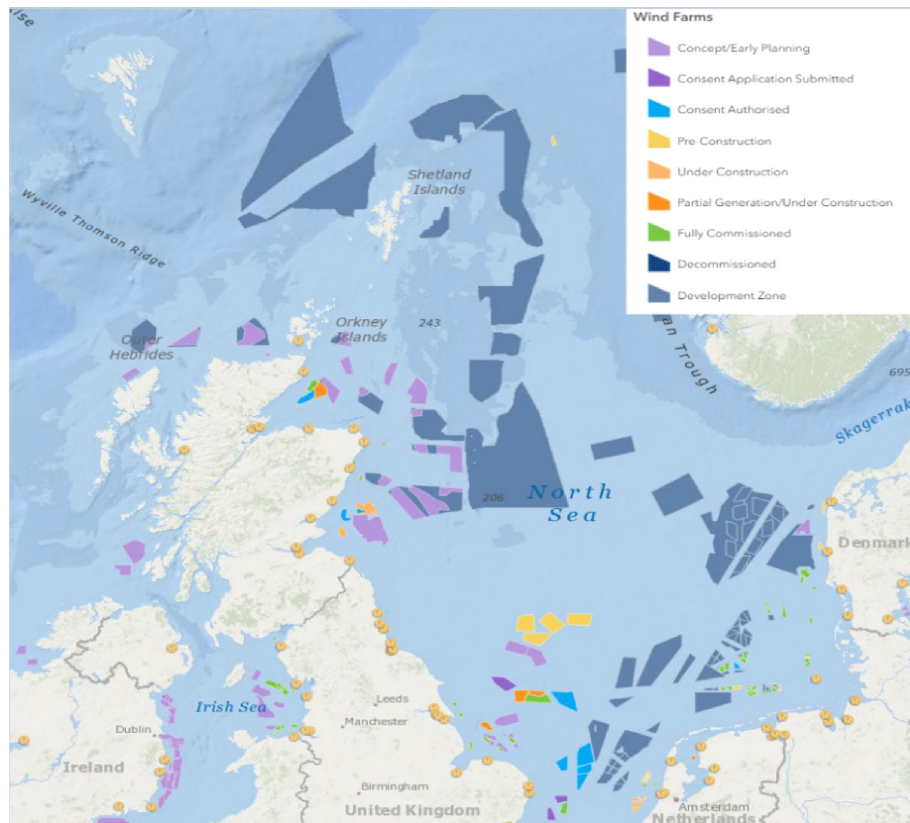 Wind Farms
Concept/Early Planning
Consent Application Submitted
Consent Authorised
Pre-Construction
Under Construction
Partial Generation/Under Construction
Fully Commissioned
Decommissioned
Development Zone
Shetland
Islands
Wyville Thomson Ridge
Orkney
Islands
243
Outer
Hebrides
an Trough
695
Skagerrak
North
Sea
206
Denmark
Irish Sea
Leeds
Manchester
Dublin
Ireland
Birmingham
United Kingdom
Amsterdam
Netherlands